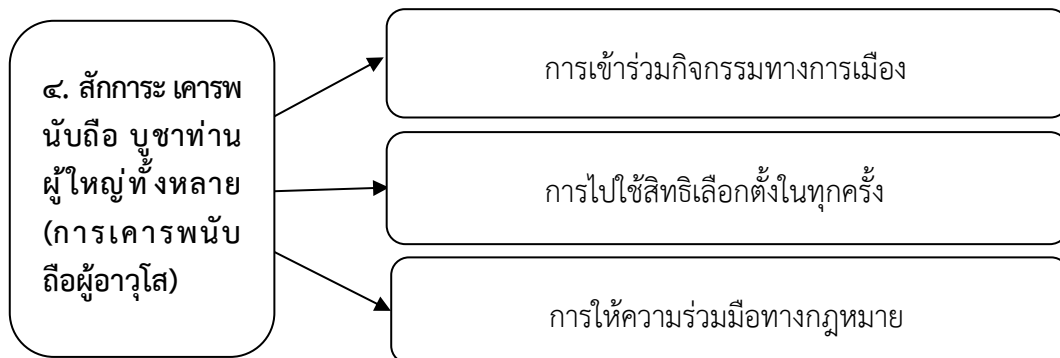 ๔. สักการะ เคารพ
นับถือ บูชาท่าน
ผู้ใหญ่ทั้งหลาย
(การเคารพนับ
ถือผู้อาวุโส)
การเข้าร่วมกิจกรรมทางการเมือง
การไปใช้สิทธิเลือกตั้งในทุกครั้ง
การให้ความร่วมมือทางกฎหมาย